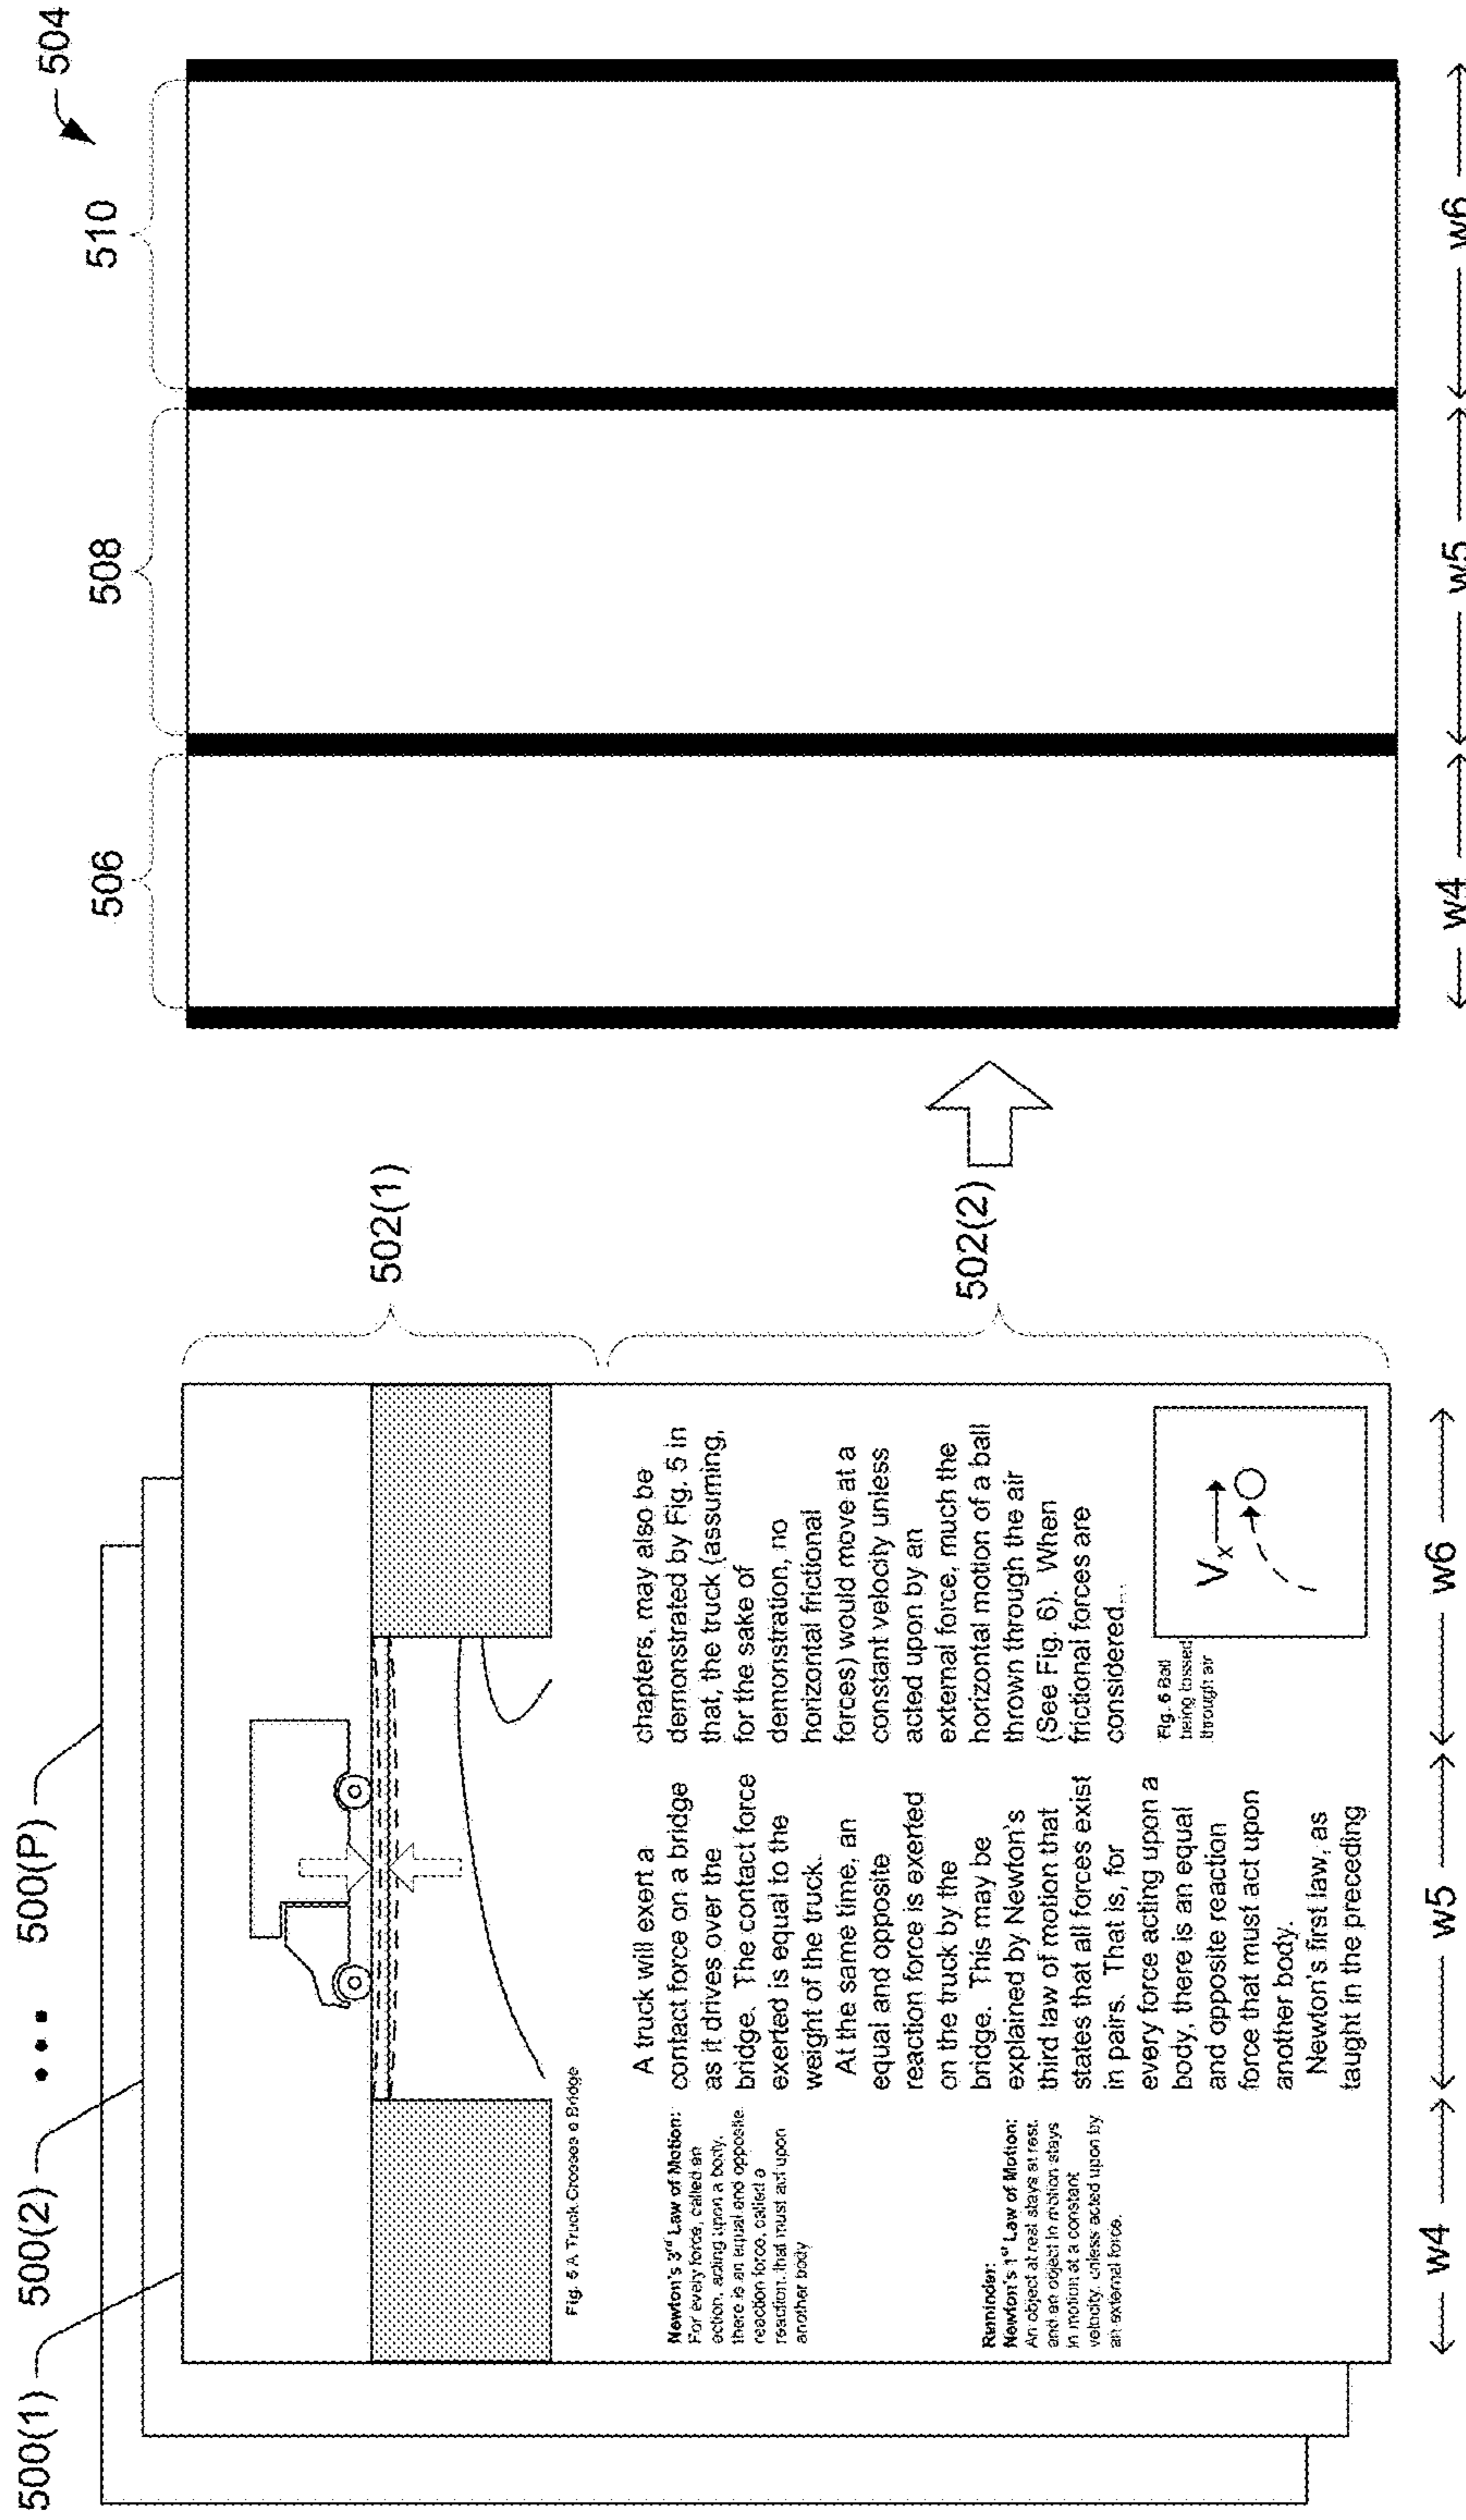 500(1)
500(2)
• • •
500(P)
Fig. 5 A Truck Crosses a Bridge
Newton's 3rd Law of Motion:
For every force, called an
action, acting upon a body,
there is an equal and opposite
reaction force, called a
reaction, that must act upon
another body
Reminder:
Newton's 1st Law of Motion:
An object at rest stays at rest,
and an object in motion stays
in motion at a constant
velocity, unless acted upon by
an external force.
A truck will exert a
contact force on a bridge
as it drives over the
bridge. The contact force
exerted is equal to the
weight of the truck.
At the same time, an
equal and opposite
reaction force is exerted
on the truck by the
bridge. This may be
explained by Newton's
third law of motion that
states that all forces exist
in pairs. That is, for
every force acting upon a
body, there is an equal
and opposite reaction
force that must act upon
another body.
Newton's first law, as
taught in the preceding
chapters, may also be
demonstrated by Fig. 5 in
that, the truck (assuming,
for the sake of
demonstration, no
horizontal frictional
forces) would move at a
constant velocity unless
acted upon by an
external force, much the
horizontal motion of a ball
thrown through the air
(See Fig. 6). When
frictional forces are
considered...
Fig. 6 Ball
being tossed
through air
Vx
w4
w5
w6
502(1)
502(2)
504
506
508
510
w4
w5
w6